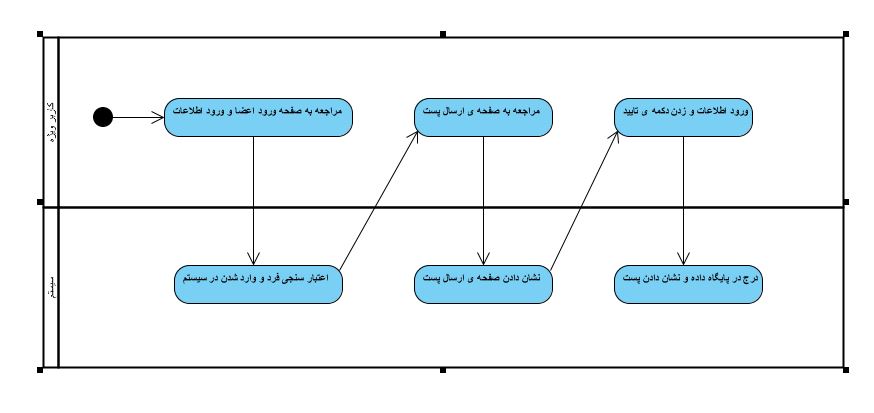 کاربر ویژه
مراجعه به صفحه ورود اعضا و ورود اطلاعات
مراجعه به صفحه ی ارسال پست
ورود اطلاعات و زدن دکمه ی تایید
سیستم
اعتبار سنجی فرد و وارد شدن در سیستم
نشان دادن صفحه ی ارسال پست
درج در پایگاه داده و نشان دادن پست